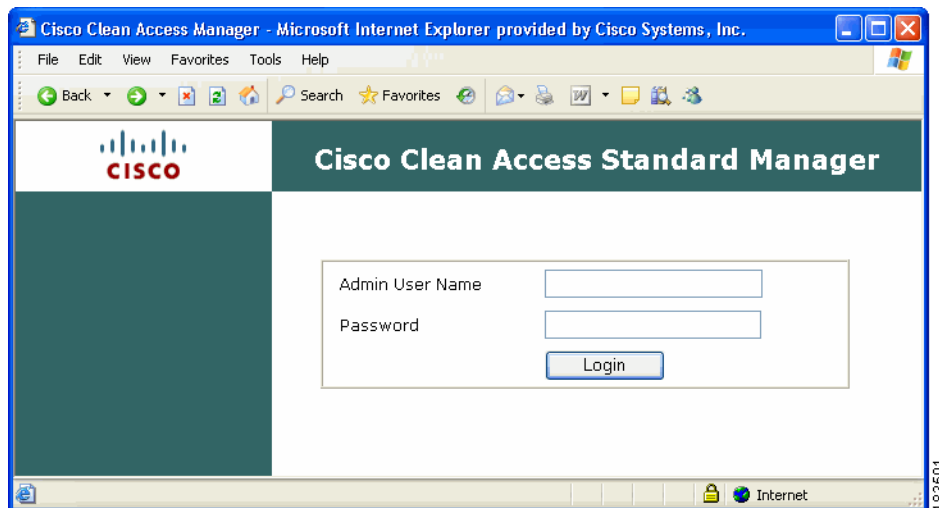 Cisco Clean Access Manager - Microsoft Internet Explorer provided by Cisco Systems, Inc.
File Edit View Favorites Tools Help
Back Search Favorites
CISCO
Cisco Clean Access Standard Manager
Admin User Name
Password
Login
Internet